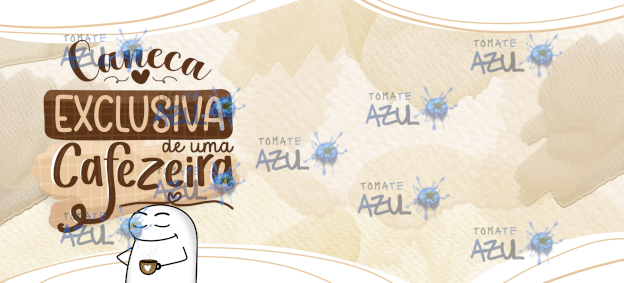 Caneca
EXCLUSIVA
de uma
Cafezeira
TOMATE
AZUL
TOMATE
AZUL
TOMATE
AZUL
TOMATE
AZUL
TOMATE
AZUL
TOMATE
AZUL
TOMATE
AZUL
TOMATE
AZUL
TOMATE
AZUL